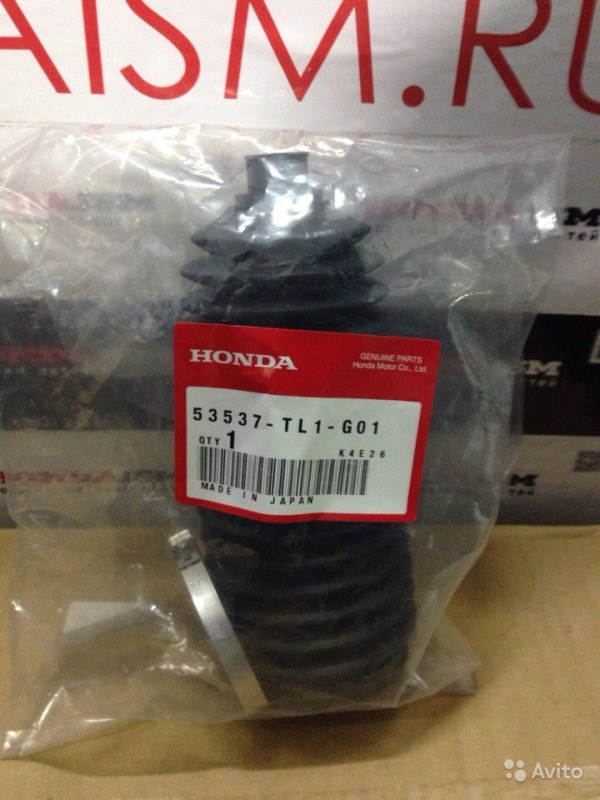 AISM.RU
HONDA
GENUINE PARTS
Honda Motor Co., Ltd.
53537-TL1-G01
QTY 1
K4E26
MADE IN JAPAN
Avito